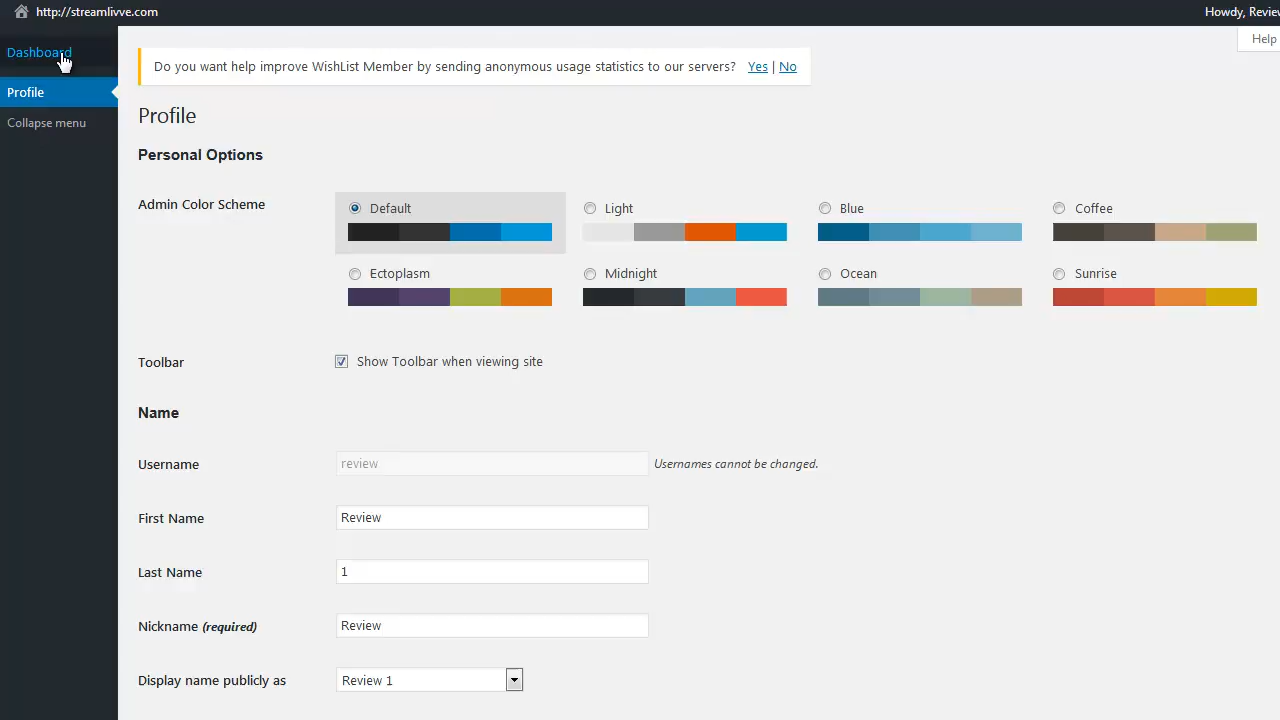 http://streamlivve.com
Howdy, Revie
Dashboard
Help
Do you want help improve WishList Member by sending anonymous usage statistics to our servers? Yes | No
Profile
Collapse menu
Profile
Personal Options
Admin Color Scheme
Default
Light
Blue
Coffee
Ectoplasm
Midnight
Ocean
Sunrise
Toolbar
Show Toolbar when viewing site
Name
Username
review
Usernames cannot be changed.
First Name
Review
Last Name
1
Nickname (required)
Review
Display name publicly as
Review 1